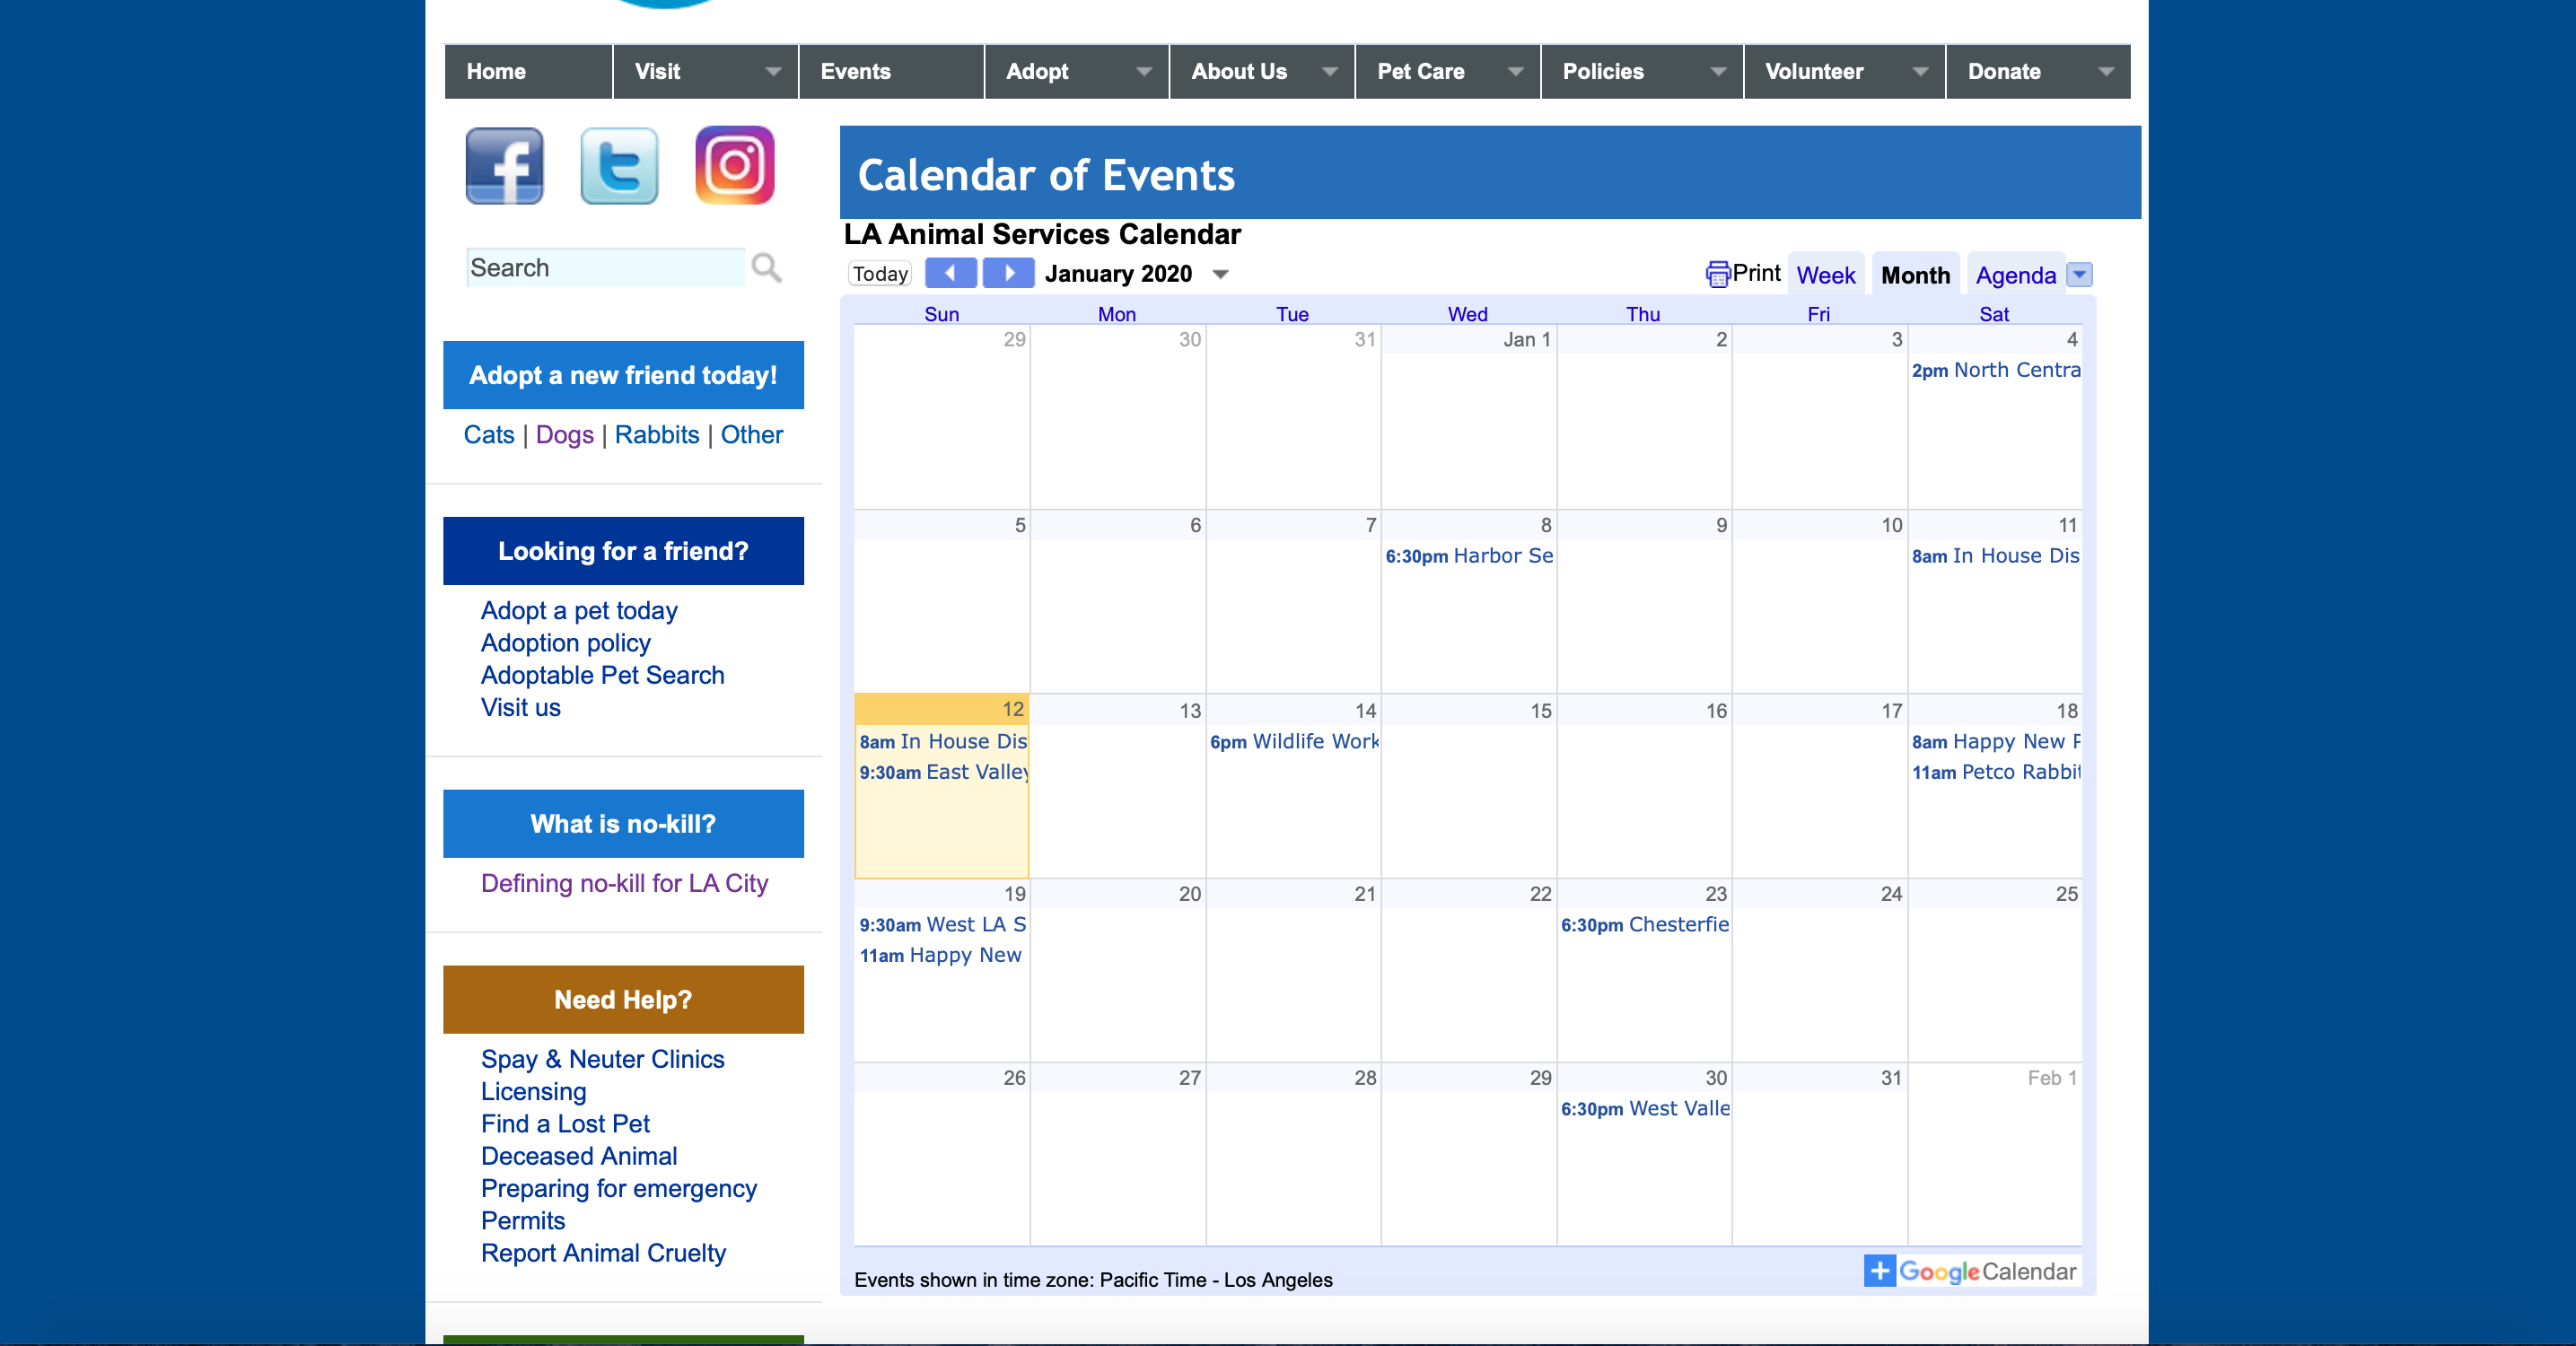 Home Visit Events Adopt About Us Pet Care Policies Volunteer Donate
Search
Adopt a new friend today!
Cats | Dogs | Rabbits | Other
Looking for a friend?
Adopt a pet today
Adoption policy
Adoptable Pet Search
Visit us
What is no-kill?
Defining no-kill for LA City
Need Help?
Spay & Neuter Clinics
Licensing
Find a Lost Pet
Deceased Animal
Preparing for emergency
Permits
Report Animal Cruelty
Calendar of Events
LA Animal Services Calendar
Today January 2020 Print Week Month Agenda
Sun Mon Tue Wed Thu Fri Sat
29 30 31 Jan 1 2 3 4
2pm North Centra
5 6 7 8 9 10 11
6:30pm Harbor Se 8am In House Dis
12 13 14 15 16 17 18
8am In House Dis 6pm Wildlife Work 8am Happy New
9:30am East Valley 11am Petco Rabbit
19 20 21 22 23 24 25
9:30am West LA S 6:30pm Chesterfie
11am Happy New
26 27 28 29 30 31 Feb 1
6:30pm West Valle
Events shown in time zone: Pacific Time - Los Angeles
+ Google Calendar